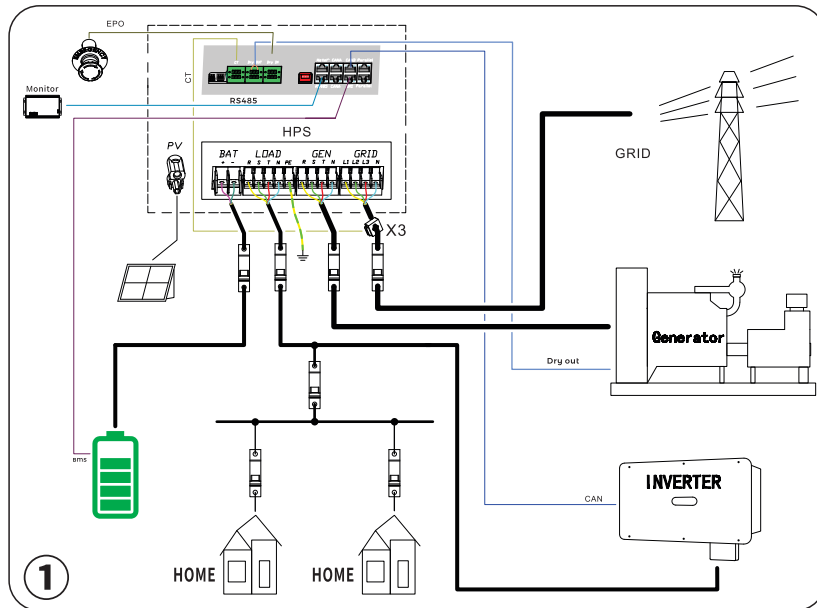 EPO
Monitor
CT
RS485
HPS
PV
BAT LOAD GEN GRID
+ - R S T N PE R S T N L1 L2 L3 N
X3
GRID
Generator
Dry out
BMS
CAN
INVERTER
HOME
HOME
1